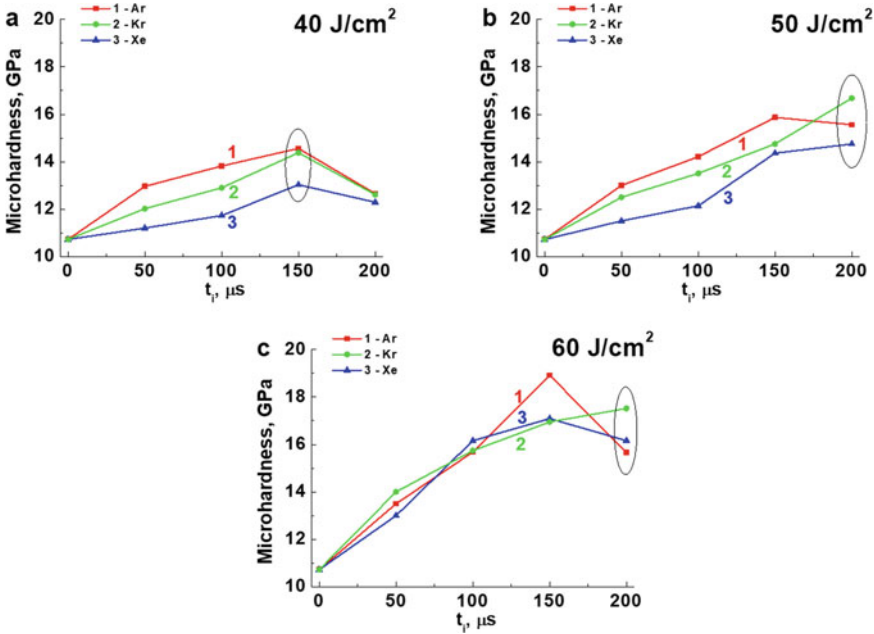 a
1 - Ar
2 - Kr
3 - Xe
40 J/cm²
Microhardness, GPa
20
18
16
14
12
10
1
2
3
0 50 100 150 200
tᵢ, μs
b
1 - Ar
2 - Kr
3 - Xe
50 J/cm²
Microhardness, GPa
20
18
16
14
12
10
1
2
3
0 50 100 150 200
tᵢ, μs
c
1 - Ar
2 - Kr
3 - Xe
60 J/cm²
Microhardness, GPa
20
18
16
14
12
10
1
3
2
0 50 100 150 200
tᵢ, μs